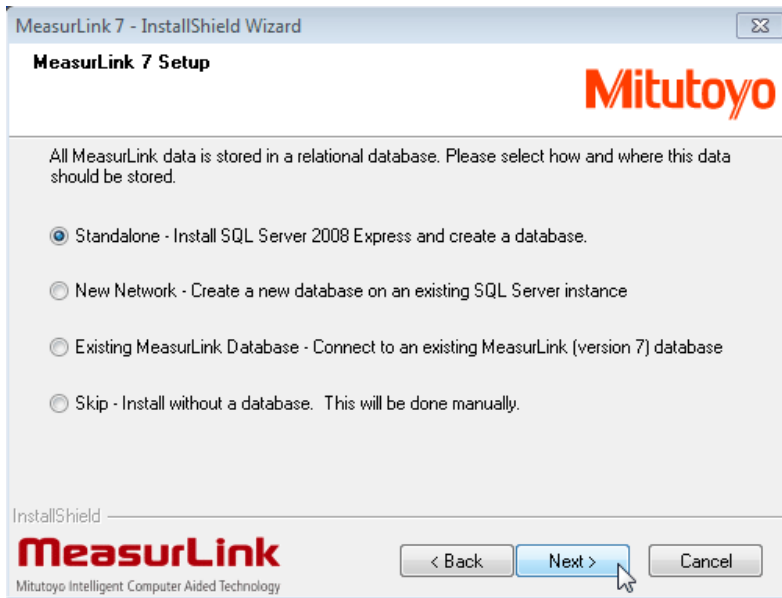 MeasurLink 7 - InstallShield Wizard
MeasurLink 7 Setup
Mitutoyo
All MeasurLink data is stored in a relational database. Please select how and where this data
should be stored.
Standalone - Install SQL Server 2008 Express and create a database.
New Network - Create a new database on an existing SQL Server instance
Existing MeasurLink Database - Connect to an existing MeasurLink (version 7) database
Skip - Install without a database.  This will be done manually.
InstallShield
MeasurLink
Mitutoyo Intelligent Computer Aided Technology
< Back
Next >
Cancel